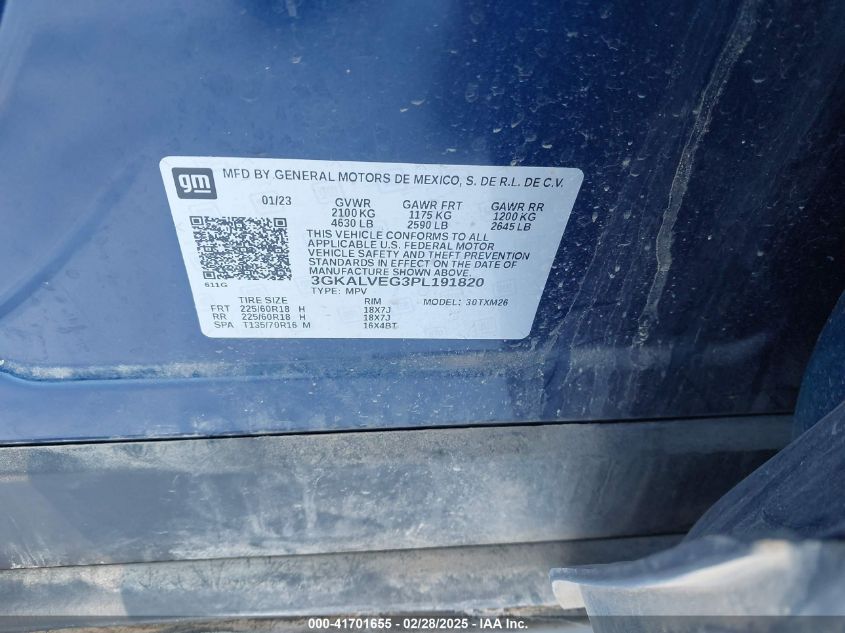 gm
MFD BY GENERAL MOTORS DE MEXICO, S. DE R.L. DE C.V.
01/23 GVWR GAWR FRT GAWR RR
2100 KG 1175 KG 1200 KG
4630 LB 2590 LB 2645 LB
THIS VEHICLE CONFORMS TO ALL
APPLICABLE U.S. FEDERAL MOTOR
VEHICLE SAFETY AND THEFT PREVENTION
STANDARDS IN EFFECT ON THE DATE OF
MANUFACTURE SHOWN ABOVE.
611G 3GKALVEG3PL191820
TYPE: MPV MODEL: 30TXM26
TIRE SIZE RIM
FRT 225/60R18 H 18X7J
RR 225/60R18 H 18X7J
SPA T135/70R16 M 16X4BT
000-41701655 - 02/28/2025 - IAA Inc.